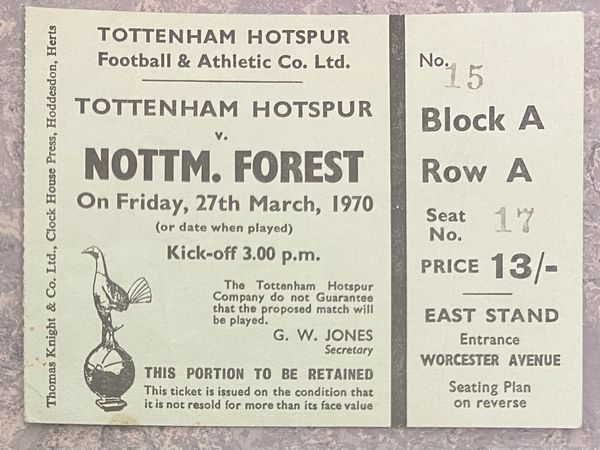 Thomas Knight & Co. Ltd., Clock House Press, Hoddesdon, Herts
TOTTENHAM HOTSPUR
Football & Athletic Co. Ltd.
TOTTENHAM HOTSPUR
v.
NOTTM. FOREST
On Friday, 27th March, 1970
(or date when played)
Kick-off 3.00 p.m.
The Tottenham Hotspur
Company do not Guarantee
that the proposed match will
be played.
G. W. JONES
Secretary
THIS PORTION TO BE RETAINED
This ticket is issued on the condition that
it is not resold for more than its face value
No. 15
Block A
Row A
Seat
No. 17
PRICE 13/-
EAST STAND
Entrance
WORCESTER AVENUE
Seating Plan
on reverse